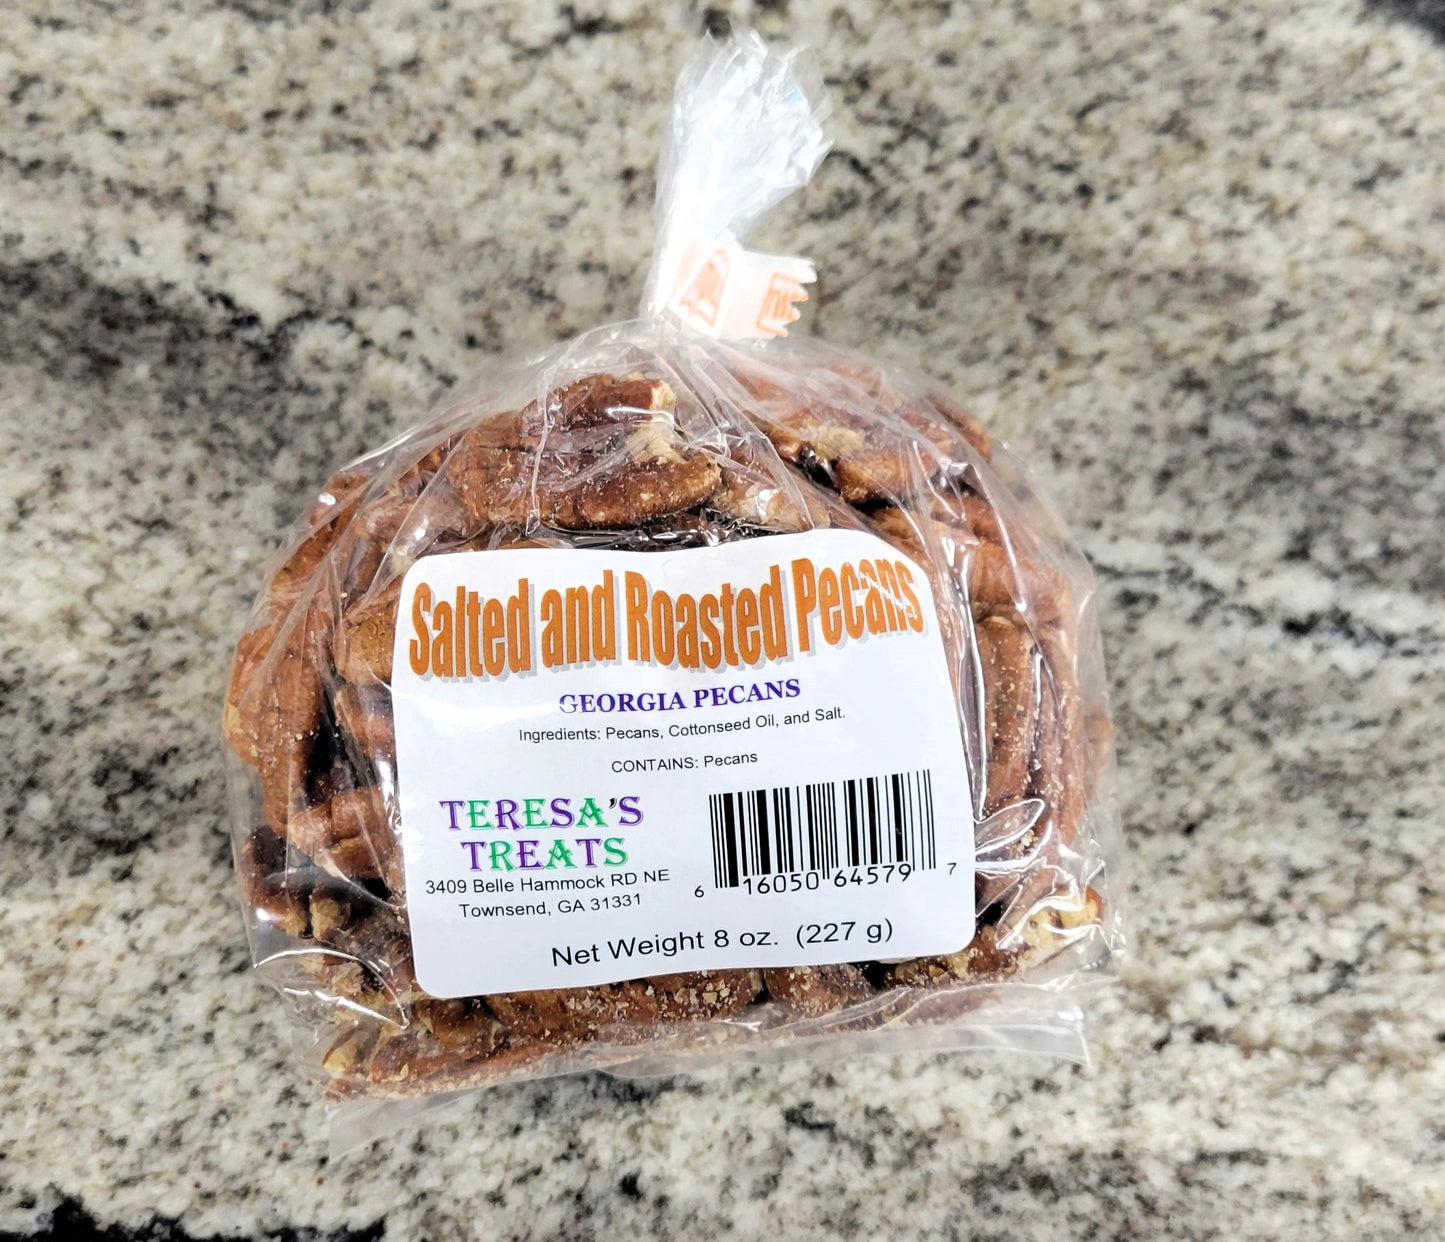 Salted and Roasted Pecans
GEORGIA PECANS
Ingredients: Pecans, Cottonseed Oil, and Salt.
CONTAINS: Pecans
TERESA'S
TREATS
3409 Belle Hammock RD NE
Townsend, GA 31331
6 16050 64579 7
Net Weight 8 oz. (227 g)